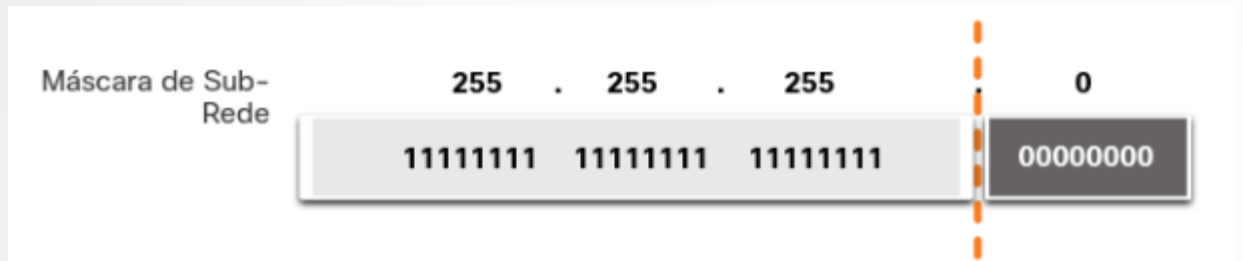 Máscara de Sub-
Rede
255 . 255 . 255 . 0
11111111 11111111 11111111 00000000